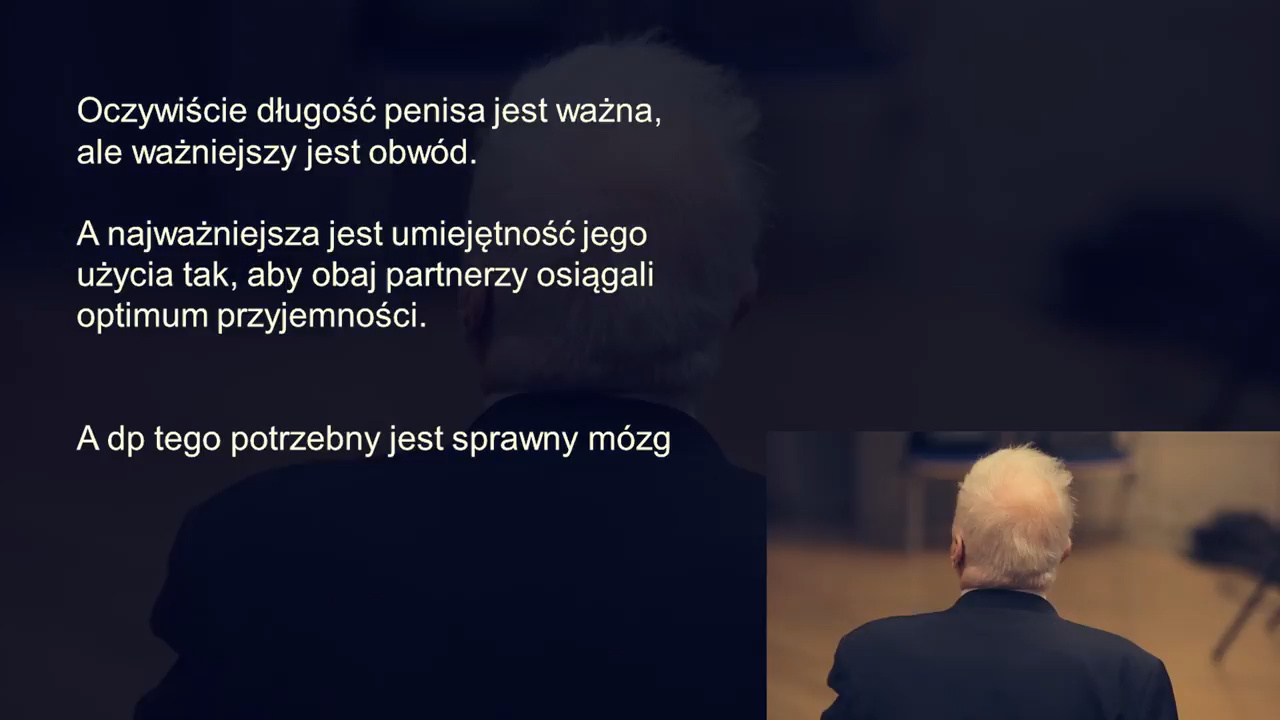 Oczywiście długość penisa jest ważna,
ale ważniejszy jest obwód.
A najważniejsza jest umiejętność jego
użycia tak, aby obaj partnerzy osiągali
optimum przyjemności.
A dp tego potrzebny jest sprawny mózg